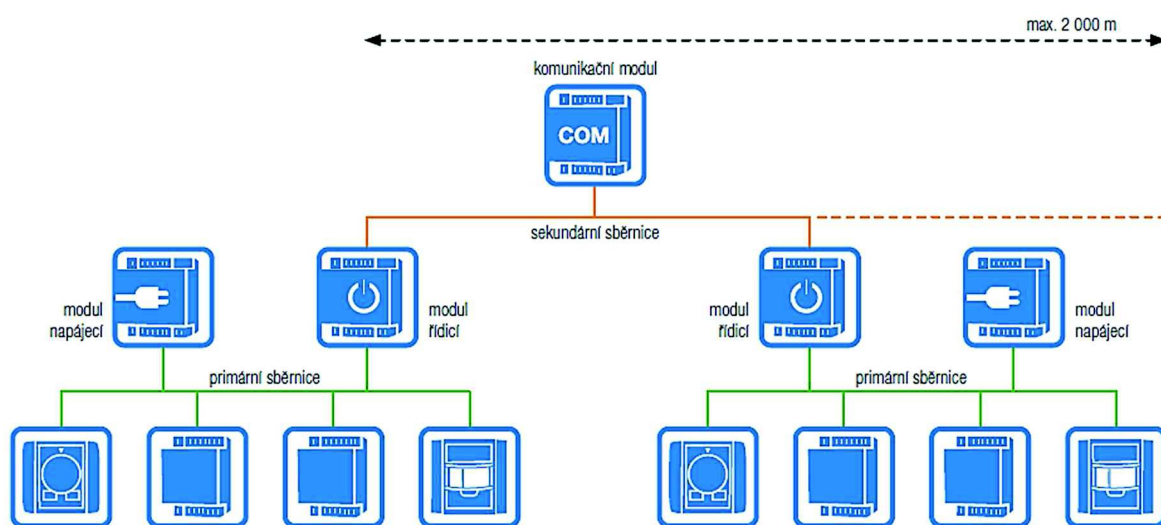 max. 2 000 m
komunikační modul
COM
sekundární sběrnice
modul
napájecí
modul
řídicí
modul
řídicí
modul
napájecí
primární sběrnice
primární sběrnice